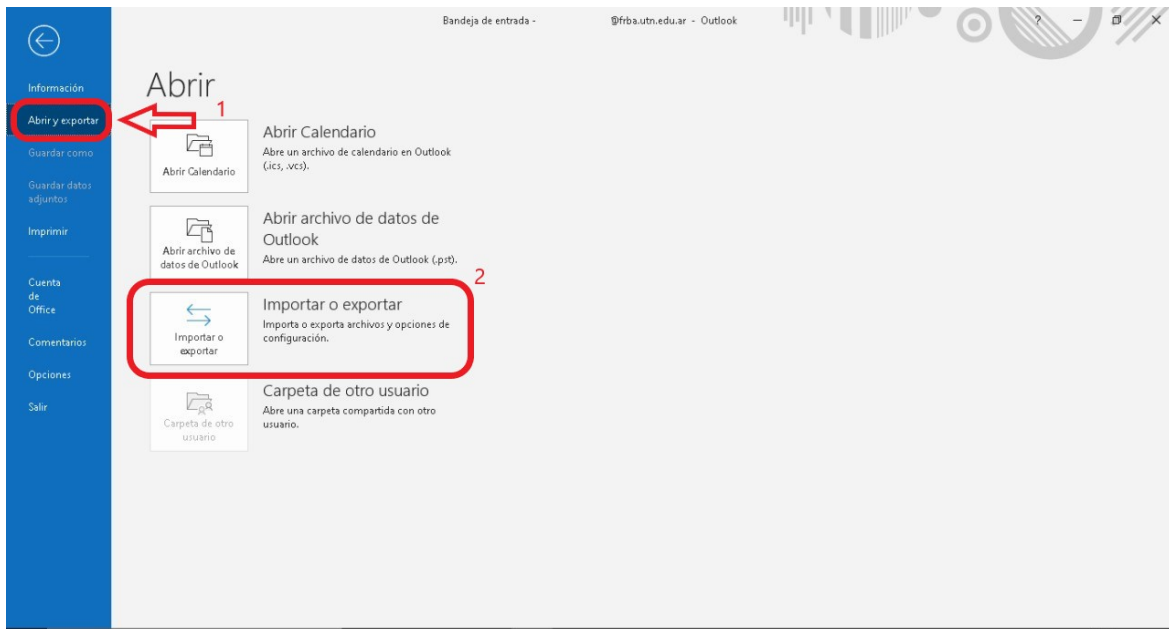 Bandeja de entrada - @frba.utn.edu.ar - Outlook
?
Información
Abrir y exportar
Guardar como
Guardar datos
adjuntos
Imprimir
Cuenta
de
Office
Comentarios
Opciones
Salir
Abrir
1
Abrir Calendario
Abrir Calendario
Abre un archivo de calendario en Outlook
(.ics, .vcs).
Abrir archivo de
datos de Outlook
Abrir archivo de datos de
Outlook
Abre un archivo de datos de Outlook (.pst).
2
Importar o
exportar
Importar o exportar
Importa o exporta archivos y opciones de
configuración.
Carpeta de otro
usuario
Carpeta de otro usuario
Abre una carpeta compartida con otro
usuario.